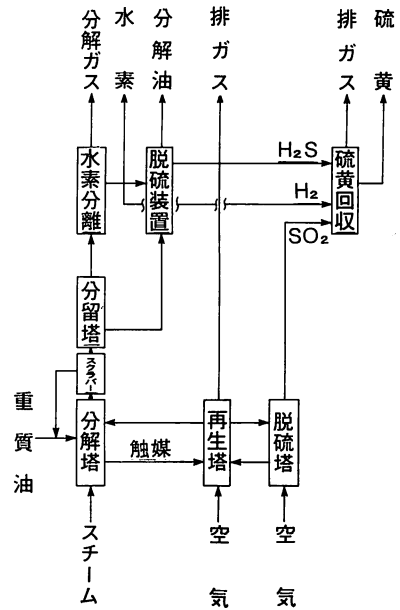 分解ガス
水素
分解油
排ガス
排ガス
硫黄
水素分離
脱硫装置
H₂S
H₂
SO₂
硫黄回収
分留塔
スクラバー
重質油
分解塔
触媒
再生塔
脱硫塔
スチーム
空気
空気